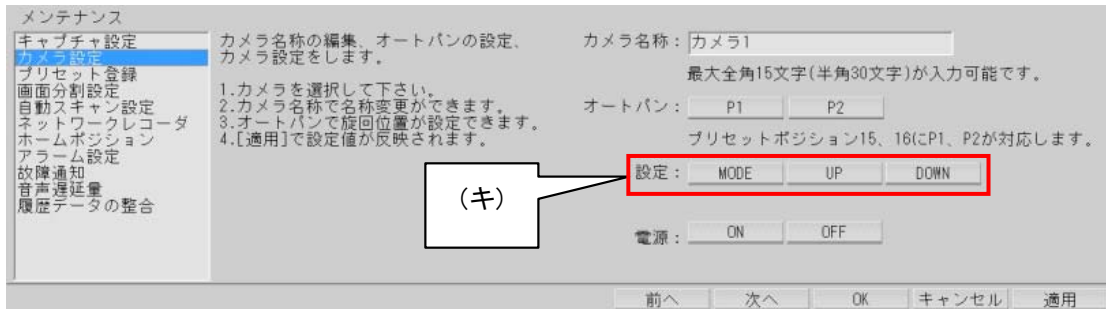 メンテナンス
キャプチャ設定
カメラ設定
プリセット登録
画面分割設定
自動スキャン設定
ネットワークレコーダ
ホームポジション
アラーム設定
故障通知
音声遅延量
履歴データの整合
カメラ名称の編集、オートパンの設定、
カメラ設定をします。
1.カメラを選択して下さい。
2.カメラ名称で名称変更ができます。
3.オートパンで旋回位置が設定できます。
4.[適用]で設定値が反映されます。
(キ)
カメラ名称： カメラ1
最大全角15文字(半角30文字)が入力可能です。
オートパン： P1 P2
プリセットポジション15、16にP1、P2が対応します。
設定： MODE UP DOWN
電源： ON OFF
前へ 次へ OK キャンセル 適用